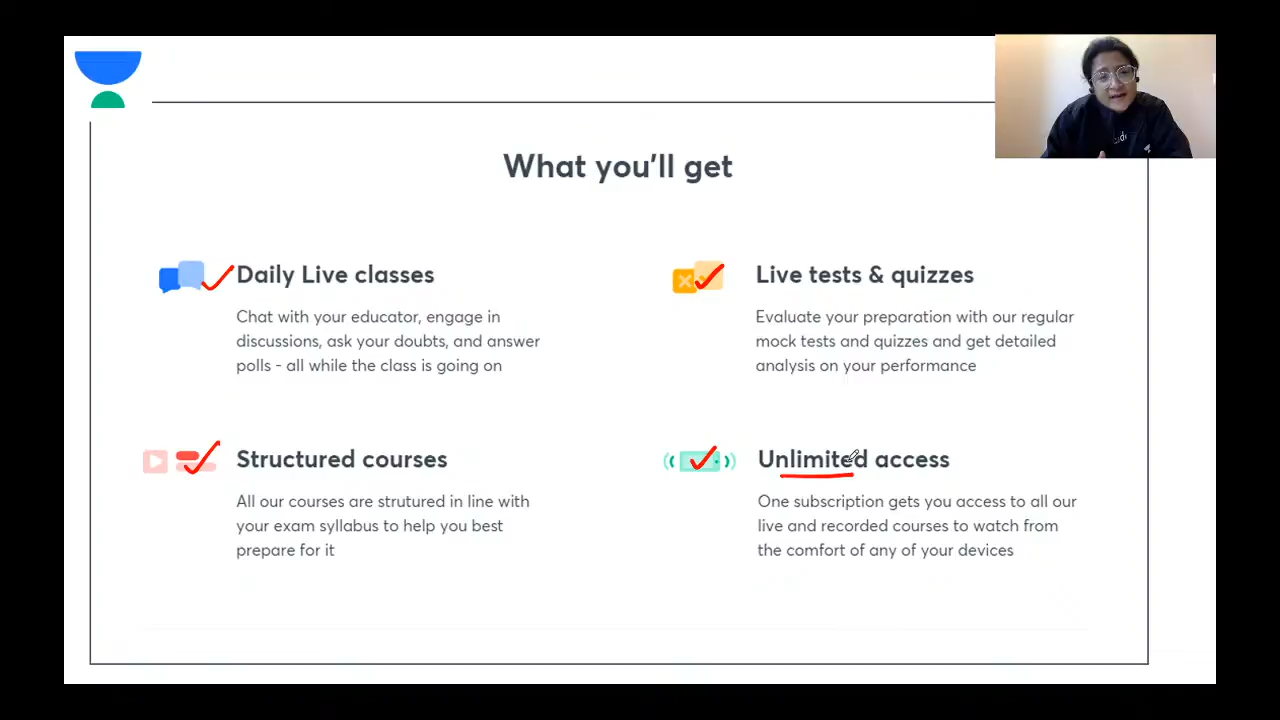 What you'll get
Daily Live classes
Chat with your educator, engage in
discussions, ask your doubts, and answer
polls - all while the class is going on
Live tests & quizzes
Evaluate your preparation with our regular
mock tests and quizzes and get detailed
analysis on your performance
Structured courses
All our courses are strutured in line with
your exam syllabus to help you best
prepare for it
Unlimited access
One subscription gets you access to all our
live and recorded courses to watch from
the comfort of any of your devices